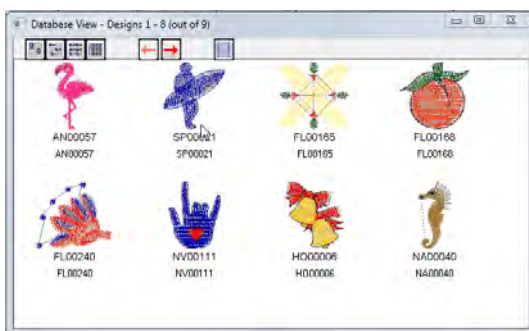 Database View - Designs 1 - 8 (out of 9)
AN00057 SP00021 FL00165 FL00168
AN00057 SP00021 FL00165 FL00168
FL00240 NV00111 HO00006 NA00040
FL00240 NV00111 HO00006 NA00040